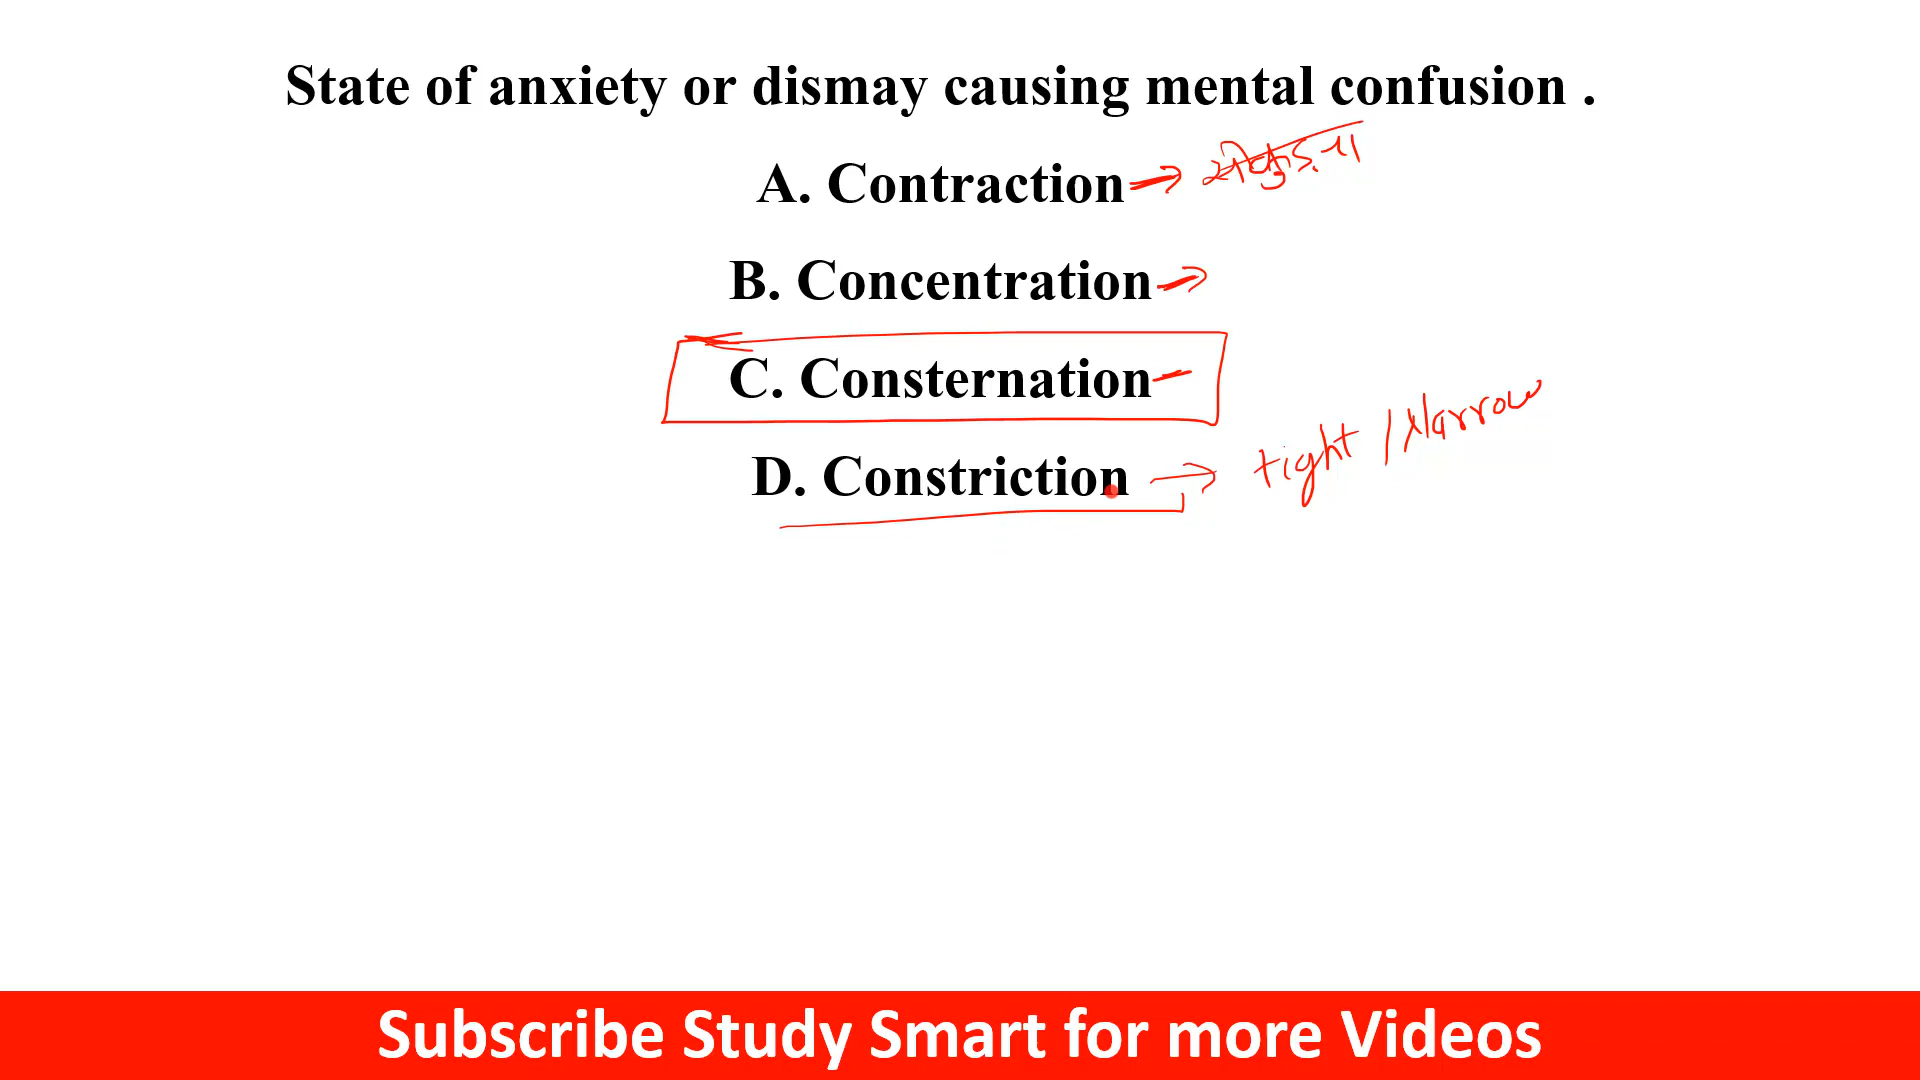 State of anxiety or dismay causing mental confusion .
A. Contraction
B. Concentration
C. Consternation
D. Constriction tight / Narrow
Subscribe Study Smart for more Videos